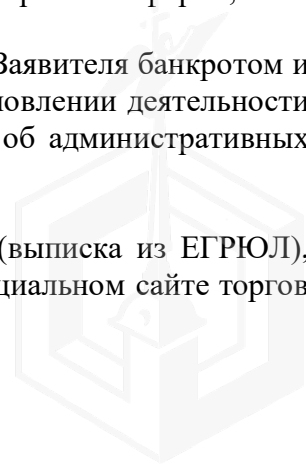 Заявителя банкротом и
новлении деятельности
об административных
(выписка из ЕГРЮЛ),
циальном сайте торгов